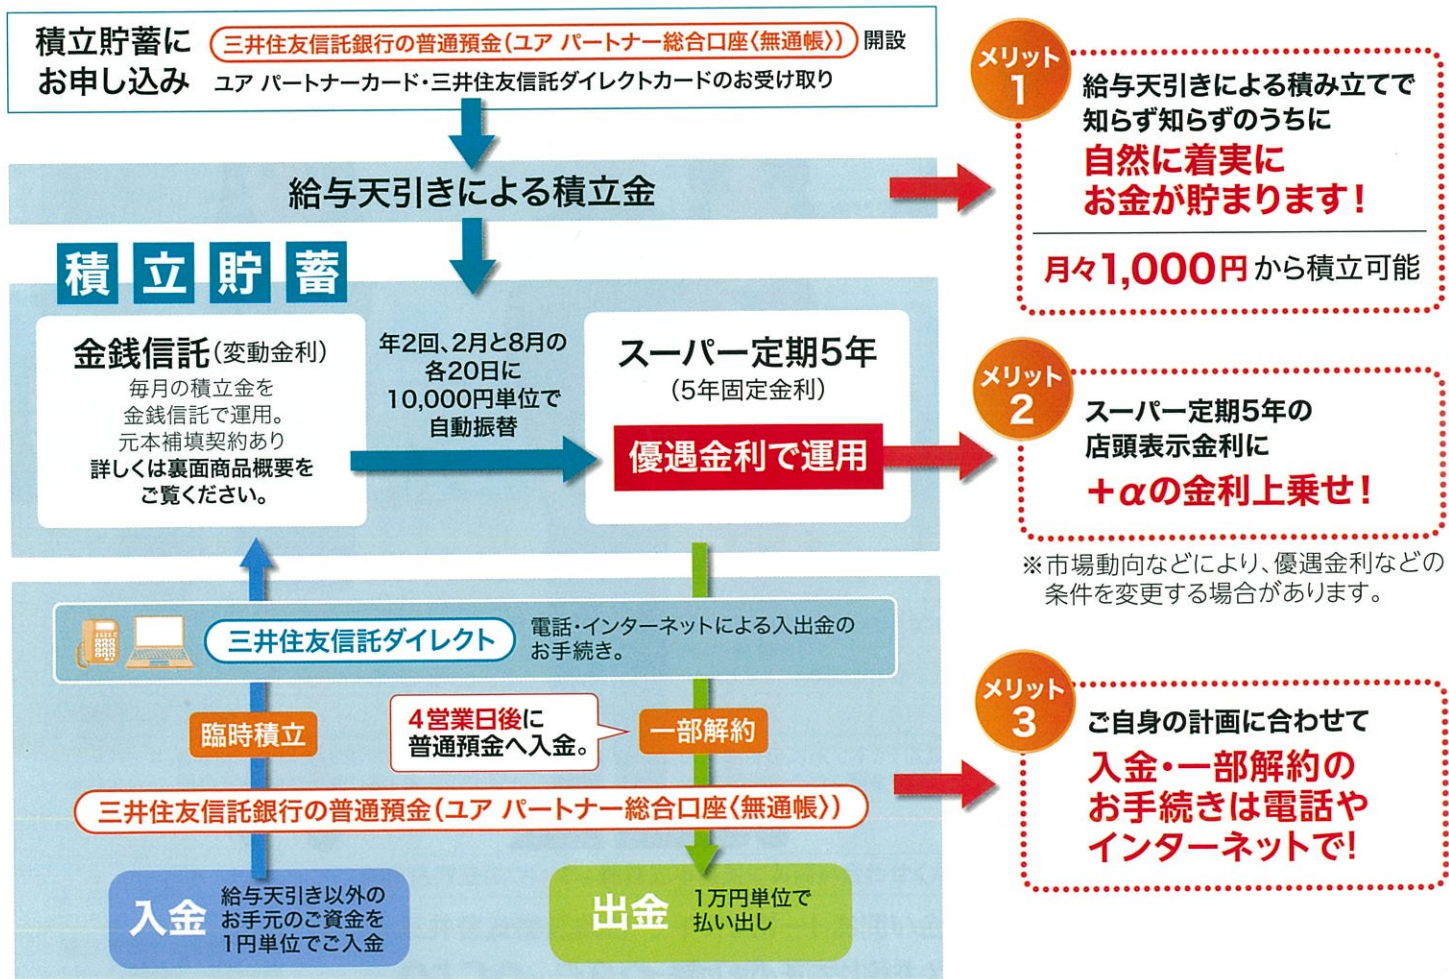 積立貯蓄に
お申し込み
三井住友信託銀行の普通預金(ユア パートナー総合口座〈無通帳〉) 開設
ユア パートナーカード・三井住友信託ダイレクトカードのお受け取り
給与天引きによる積立金
積立貯蓄
金銭信託(変動金利)
毎月の積立金を
金銭信託で運用。
元本補填契約あり
詳しくは裏面商品概要を
ご覧ください。
年2回、2月と8月の
各20日に
10,000円単位で
自動振替
スーパー定期5年
(5年固定金利)
優遇金利で運用
三井住友信託ダイレクト
電話・インターネットによる入出金の
お手続き。
臨時積立
4営業日後に
普通預金へ入金。
一部解約
三井住友信託銀行の普通預金(ユア パートナー総合口座〈無通帳〉)
入金
給与天引き以外の
お手元のご資金を
1円単位でご入金
出金
1万円単位で
払い出し
メリット
1
給与天引きによる積み立てで
知らず知らずのうちに
自然に着実に
お金が貯まります!
月々1,000円から積立可能
メリット
2
スーパー定期5年の
店頭表示金利に
+αの金利上乗せ!
※市場動向などにより、優遇金利などの
条件を変更する場合があります。
メリット
3
ご自身の計画に合わせて
入金・一部解約の
お手続きは電話や
インターネットで!